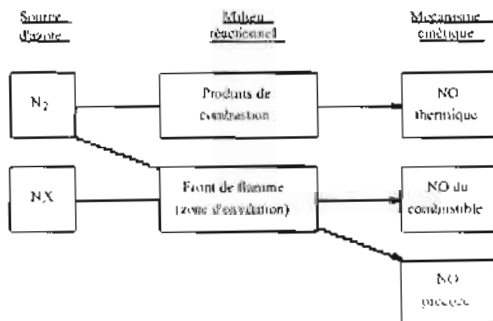 Source
d'azote
Milieu
réactionnel
Mécanisme
cinétique
N2
Produits de
combustion
NO
thermique
NX
Front de flamme
(zone d'oxydation)
NO du
combustible
NO
précoce